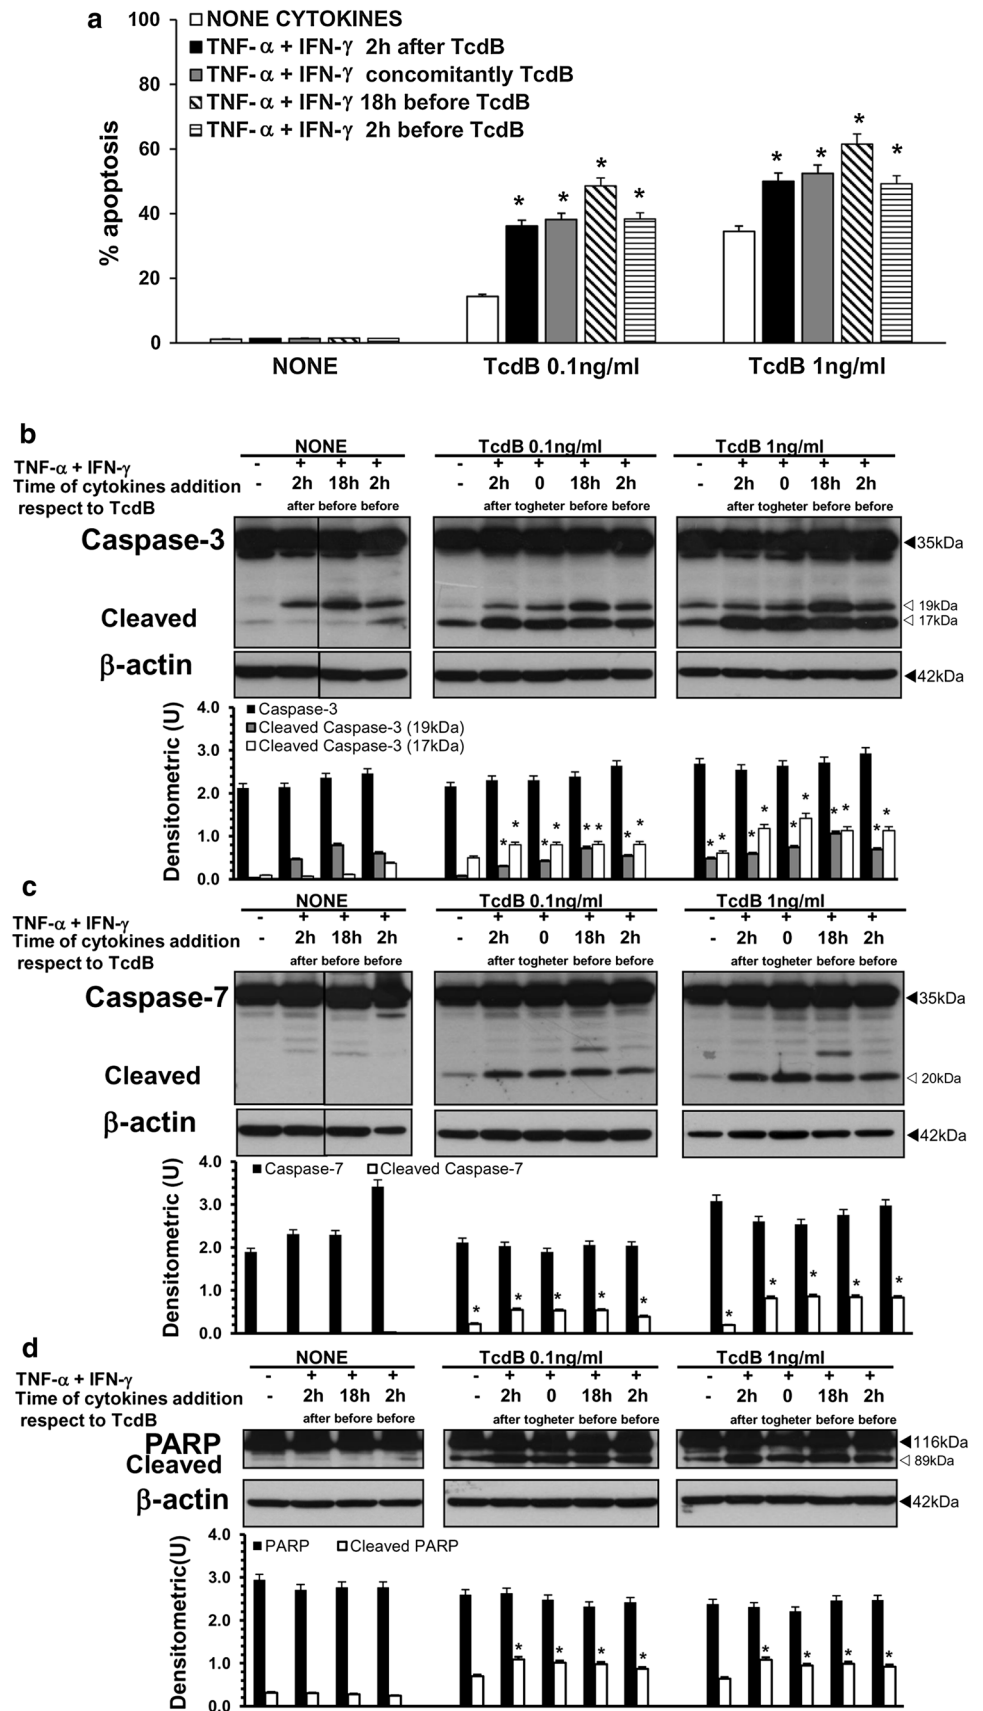 a
100
80
60
40
20
0
% apoptosis
NONE CYTOKINES
TNF-α + IFN-γ 2h after TcdB
TNF-α + IFN-γ concomitantly TcdB
TNF-α + IFN-γ 18h before TcdB
TNF-α + IFN-γ 2h before TcdB
* * * *
* * * *
NONE TcdB 0.1ng/ml TcdB 1ng/ml
b
NONE TcdB 0.1ng/ml TcdB 1ng/ml
TNF-α + IFN-γ - + + + - + + + + - + + + +
Time of cytokines addition - 2h 18h 2h - 2h 0 18h 2h - 2h 0 18h 2h
respect to TcdB after before before after togheter before before after togheter before before
Caspase-3 35kDa
19kDa
Cleaved 17kDa
β-actin 42kDa
Densitometric (U)
4.0
3.0
2.0
1.0
0.0
Caspase-3
Cleaved Caspase-3 (19kDa)
Cleaved Caspase-3 (17kDa)
* * * * * * * *
* * * * * * * * * *
c
NONE TcdB 0.1ng/ml TcdB 1ng/ml
TNF-α + IFN-γ - + + + - + + + + - + + + +
Time of cytokines addition - 2h 18h 2h - 2h 0 18h 2h - 2h 0 18h 2h
respect to TcdB after before before after togheter before before after togheter before before
Caspase-7 35kDa
Cleaved 20kDa
β-actin 42kDa
Densitometric (U)
4.0
3.0
2.0
1.0
0.0
Caspase-7 Cleaved Caspase-7
* * * * *
* * * * *
d
NONE TcdB 0.1ng/ml TcdB 1ng/ml
TNF-α + IFN-γ - + + + - + + + + - + + + +
Time of cytokines addition - 2h 18h 2h - 2h 0 18h 2h - 2h 0 18h 2h
respect to TcdB after before before after togheter before before after togheter before before
PARP 116kDa
Cleaved 89kDa
β-actin 42kDa
Densitometric(U)
4.0
3.0
2.0
1.0
0.0
PARP Cleaved PARP
* * * *
* * * *